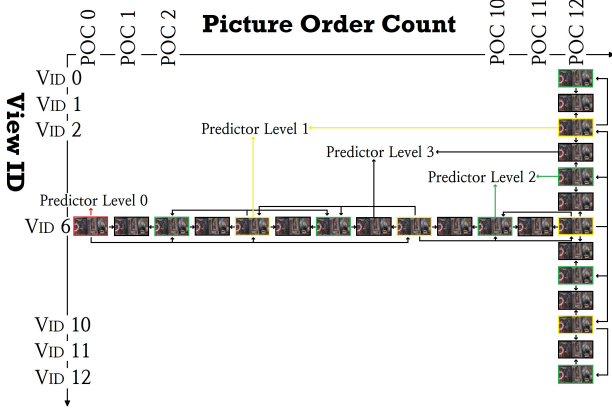 Picture Order Count
POC 0
POC 1
POC 2
POC 10
POC 11
POC 12
View ID
VID 0
VID 1
VID 2
Predictor Level 1
Predictor Level 3
Predictor Level 2
Predictor Level 0
VID 6
VID 10
VID 11
VID 12